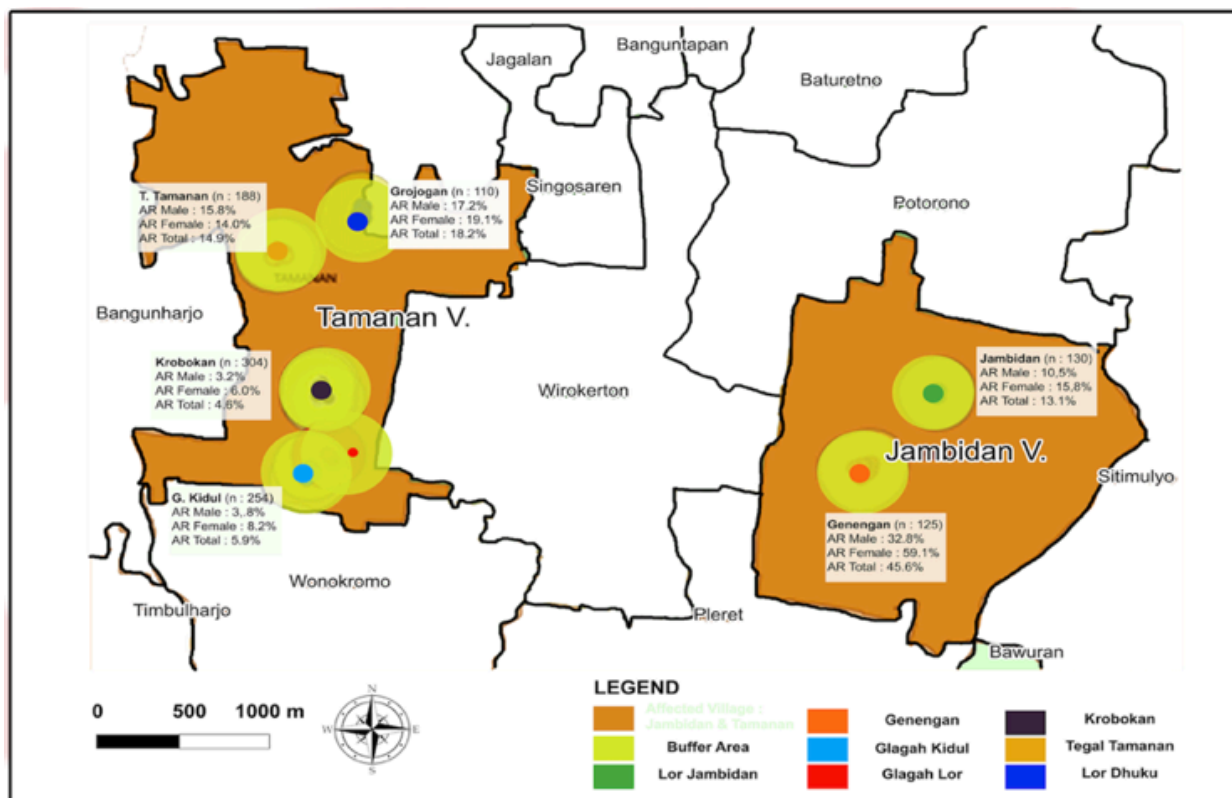 Jagalan
Banguntapan
Baturetno
Singosaren
Potorono
T. Tamanan (n : 188)
AR Male : 15.8%
AR Female : 14.0%
AR Total : 14.9%
Grojogan (n : 110)
AR Male : 17.2%
AR Female : 19.1%
AR Total : 18.2%
TAMANAN
Bangunharjo
Tamanan V.
Krobokan (n : 304)
AR Male : 3.2%
AR Female : 6.0%
AR Total : 4.6%
Wirokerton
Jambidan (n : 130)
AR Male : 10,5%
AR Female : 15,8%
AR Total : 13.1%
Jambidan V.
Sitimulyo
G. Kidul (n : 254)
AR Male : 3,.8%
AR Female : 8.2%
AR Total : 5.9%
Genengan (n : 125)
AR Male : 32.8%
AR Female : 59.1%
AR Total : 45.6%
Wonokromo
Timbulharjo
Pleret
Bawuran
0 500 1000 m
N
W E
S
LEGEND
Affected Village :
Jambidan & Tamanan
Genengan
Krobokan
Buffer Area
Glagah Kidul
Tegal Tamanan
Lor Jambidan
Glagah Lor
Lor Dhuku